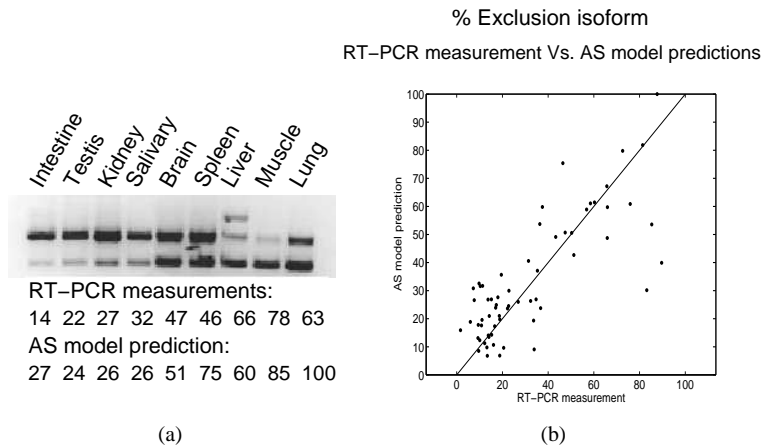 % Exclusion isoform
RT−PCR measurement Vs. AS model predictions
Intestine
Testis
Kidney
Salivary
Brain
Spleen
Liver
Muscle
Lung
RT−PCR measurements:
14 22 27 32 47 46 66 78 63
AS model prediction:
27 24 26 26 51 75 60 85 100
(a)
AS model prediction
100
90
80
70
60
50
40
30
20
10
0
0 20 40 60 80 100
RT−PCR measurement
(b)